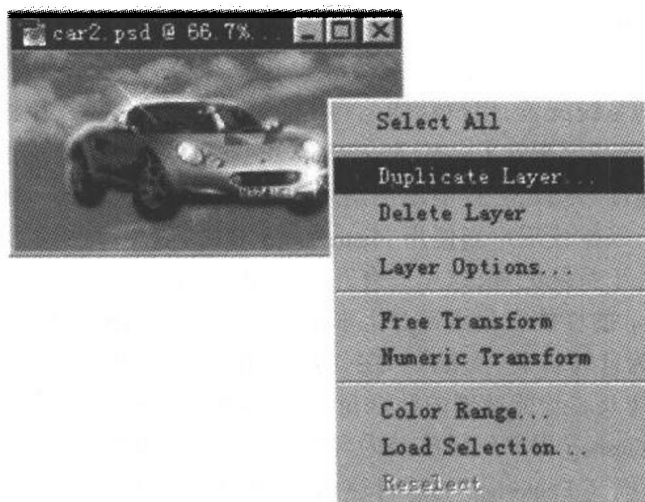 car2.psd @ 66.7%...
Select All
Duplicate Layer...
Delete Layer
Layer Options...
Free Transform
Numeric Transform
Color Range...
Load Selection...
Reselect